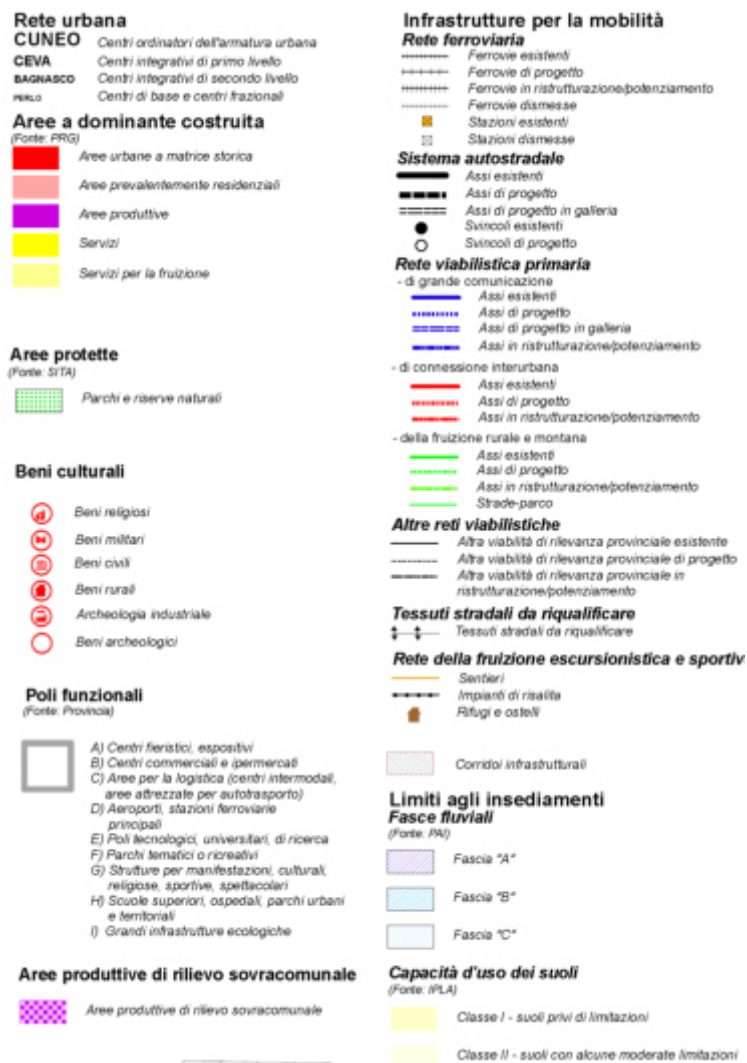 Rete urbana
CUNEO Centri ordinatori dell'armatura urbana
CEVA Centri integrativi di primo livello
BAGNASCO Centri integrativi di secondo livello
PERLO Centri di base e centri frazionali
Aree a dominante costruita
(Fonte: PRG)
Aree urbane a matrice storica
Aree prevalentemente residenziali
Aree produttive
Servizi
Servizi per la fruizione
Aree protette
(Fonte: SITA)
Parchi e riserve naturali
Beni culturali
Beni religiosi
Beni militari
Beni civili
Beni rurali
Archeologia industriale
Beni archeologici
Poli funzionali
(Fonte: Provincia)
A) Centri fieristici, espositivi
B) Centri commerciali e ipermercati
C) Aree per la logistica (centri intermodali,
aree attrezzate per autotrasporto)
D) Aeroporti, stazioni ferroviarie
principali
E) Poli tecnologici, universitari, di ricerca
F) Parchi tematici o ricreativi
G) Strutture per manifestazioni, culturali,
religiose, sportive, spettacolari
H) Scuole superiori, ospedali, parchi urbani
e territoriali
I) Grandi infrastrutture ecologiche
Aree produttive di rilievo sovracomunale
Aree produttive di rilievo sovracomunale
Infrastrutture per la mobilità
Rete ferroviaria
Ferrovie esistenti
Ferrovie di progetto
Ferrovie in ristrutturazione/potenziamento
Ferrovie dismesse
Stazioni esistenti
Stazioni dismesse
Sistema autostradale
Assi esistenti
Assi di progetto
Assi di progetto in galleria
Svincoli esistenti
Svincoli di progetto
Rete viabilistica primaria
- di grande comunicazione
Assi esistenti
Assi di progetto
Assi di progetto in galleria
Assi in ristrutturazione/potenziamento
- di connessione interurbana
Assi esistenti
Assi di progetto
Assi in ristrutturazione/potenziamento
- della fruizione rurale e montana
Assi esistenti
Assi di progetto
Assi in ristrutturazione/potenziamento
Strade-parco
Altre reti viabilistiche
Altra viabilità di rilevanza provinciale esistente
Altra viabilità di rilevanza provinciale di progetto
Altra viabilità di rilevanza provinciale in
ristrutturazione/potenziamento
Tessuti stradali da riqualificare
Tessuti stradali da riqualificare
Rete della fruizione escursionistica e sportiv
Sentieri
Impianti di risalita
Rifugi e ostelli
Corridoi infrastrutturali
Limiti agli insediamenti
Fasce fluviali
(Fonte: PAI)
Fascia "A"
Fascia "B"
Fascia "C"
Capacità d'uso dei suoli
(Fonte: IPLA)
Classe I - suoli privi di limitazioni
Classe II - suoli con alcune moderate limitazioni